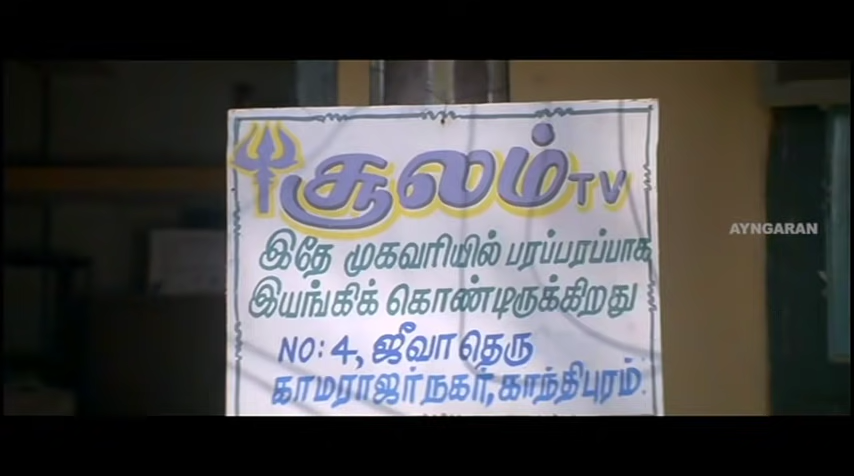 சூலம் TV
இதே முகவரியில் பரப்பரப்பாக
இயங்கிக் கொண்டிருக்கிறது
NO: 4, ஜீவா தெரு
காமராஜர் நகர், காந்திபுரம்.
AYNGARAN